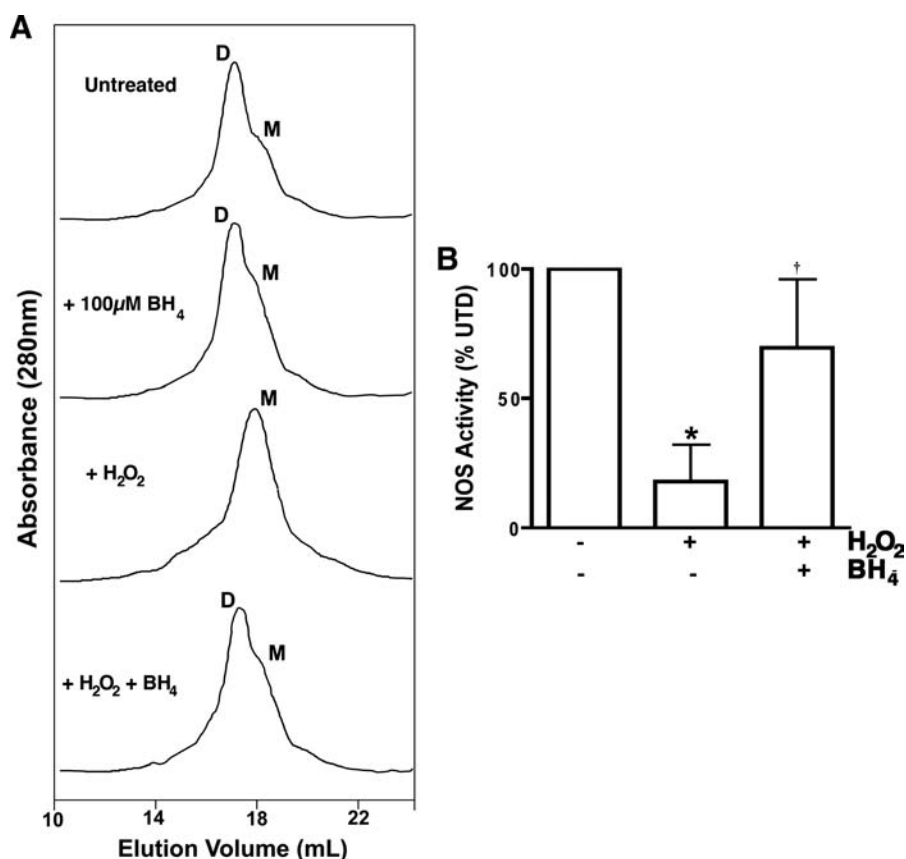 A
D
Untreated
M
D
M
+ 100µM BH4
M
+ H2O2
D
M
+ H2O2 + BH4
Absorbance (280nm)
10 14 18 22
Elution Volume (mL)
B
NOS Activity (% UTD)
100
50
0
*
†
- + + H2O2
- - + BH4